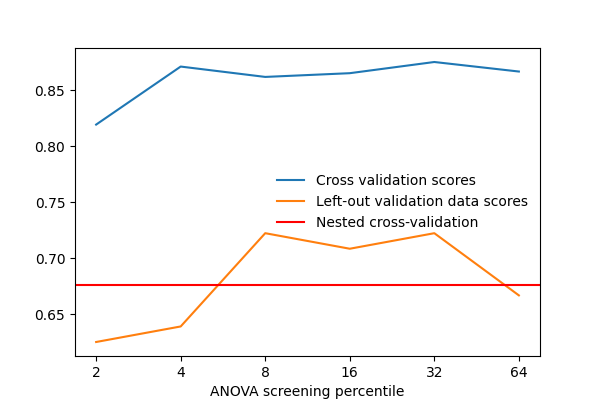 0.85
0.80
0.75
0.70
0.65
Cross validation scores
Left-out validation data scores
Nested cross-validation
2 4 8 16 32 64
ANOVA screening percentile